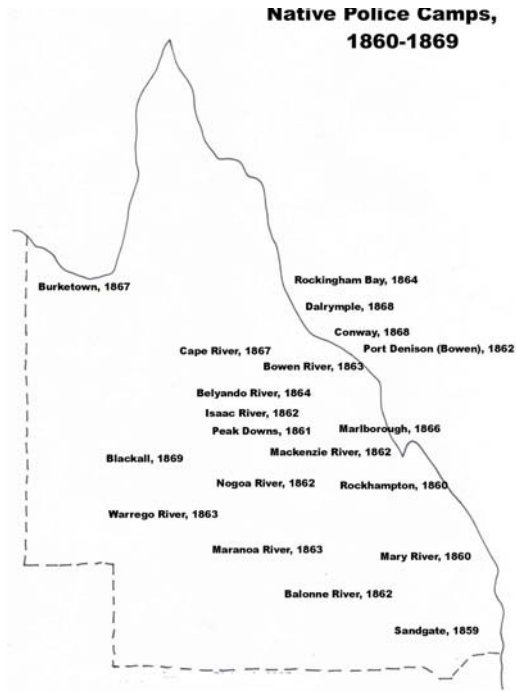 Native Police Camps,
1860-1869
Rockingham Bay, 1864
Burketown, 1867
Dalrymple, 1868
Conway, 1868
Port Denison (Bowen), 1862
Cape River, 1867
Bowen River, 1863
Belyando River, 1864
Isaac River, 1862
Peak Downs, 1861
Marlborough, 1866
Mackenzie River, 1862
Blackall, 1869
Nogoa River, 1862
Rockhampton, 1860
Warrego River, 1863
Maranoa River, 1863
Mary River, 1860
Balonne River, 1862
Sandgate, 1859